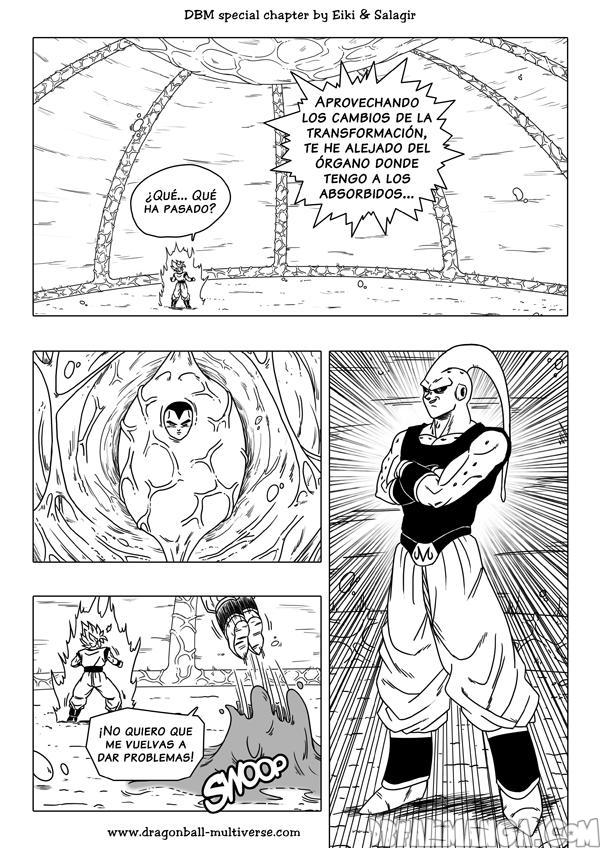 DBM special chapter by Eiki & Salagir
APROVECHANDO
LOS CAMBIOS DE LA
TRANSFORMACIÓN,
TE HE ALEJADO DEL
ÓRGANO DONDE
TENGO A LOS
ABSORBIDOS...
¿QUÉ... QUÉ
HA PASADO?
M
¡NO QUIERO QUE
ME VUELVAS A
DAR PROBLEMAS!
SWOOP
www.dragonball-multiverse.com